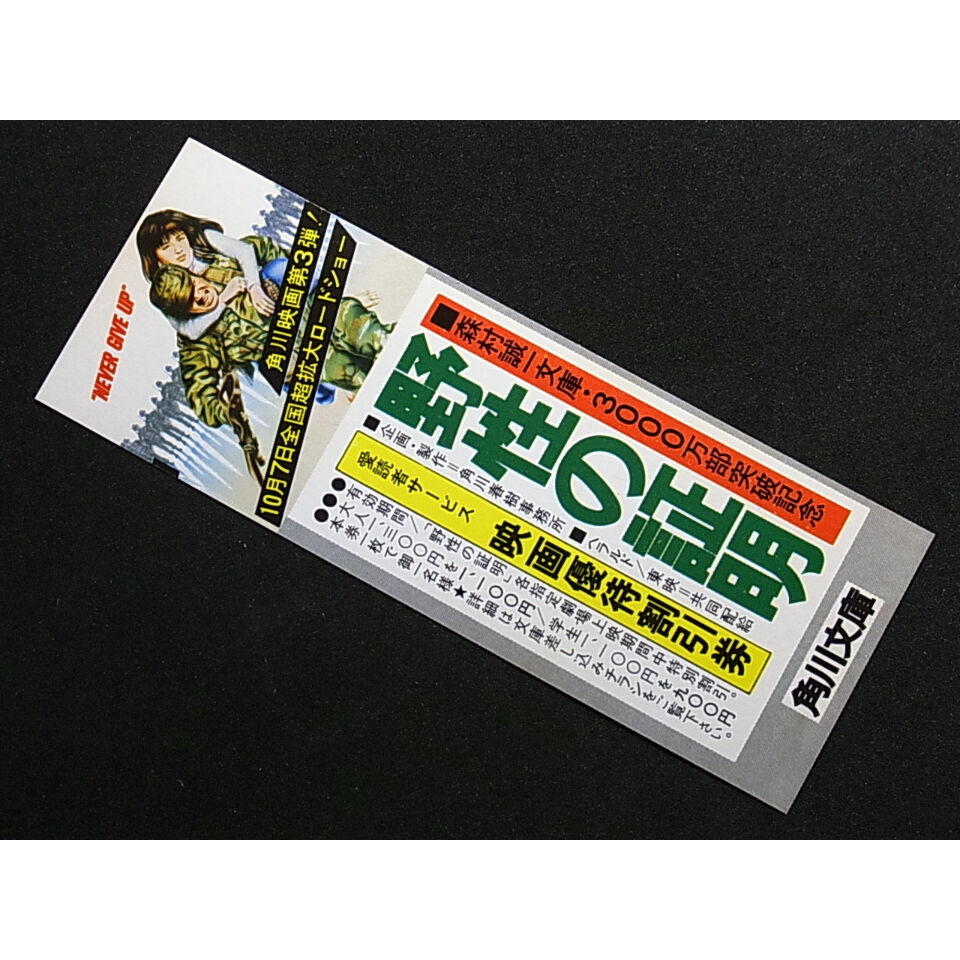 "NEVER GIVE UP"
角川映画第3弾!
10月7日全国超拡大ロードショー
■森村誠一文庫・3000万部突破記念
野性の証明
■企画・製作=角川春樹事務所 ■ヘラルド/東映=共同配給
愛読者サービス 映画優待割引券
●有効期間/「野性の証明」各指定劇場上映期間中特別割引。
●大人一、三〇〇円を一、一〇〇円/学生一、一〇〇円を九〇〇円
●本券一枚で御一名様★詳細は文庫差し込みチラシをご覧下さい。
角川文庫